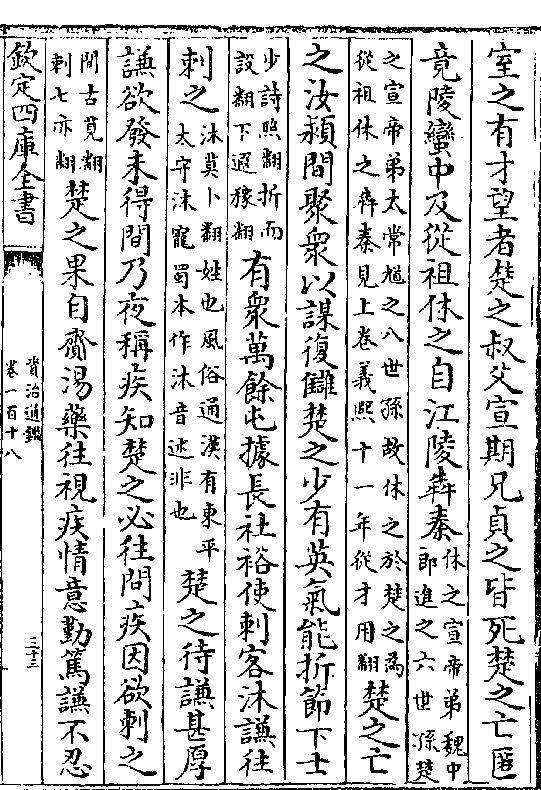 室之有才望者楚之叔父宣期兄貞之皆死楚之亡匿
竟陵蠻中及從祖休之自江陵犇秦休之宣帝弟魏中郎進之六世孫楚
之宣帝弟太常馗之八世孫故休之於楚之為從祖休之犇秦見上卷義熙十一年從才用翻楚之亡
之汝潁間聚衆以謀復讎楚之少有英氣能折節下士
少詩照翻折而設翻下遐稼翻有衆萬餘屯據長社裕使刺客沐謙往
刺之沐莫卜翻姓也風俗通漢有東平太守沐寵蜀本作沭音述非也楚之待謙甚厚
謙欲發未得間乃夜稱疾知楚之必往問疾因欲刺之
間古莧翻刺七亦翻楚之果自齎湯藥往視疾情意勤篤謙不忍
欽定四庫全書
資治通鑑
卷一百十八
三十三